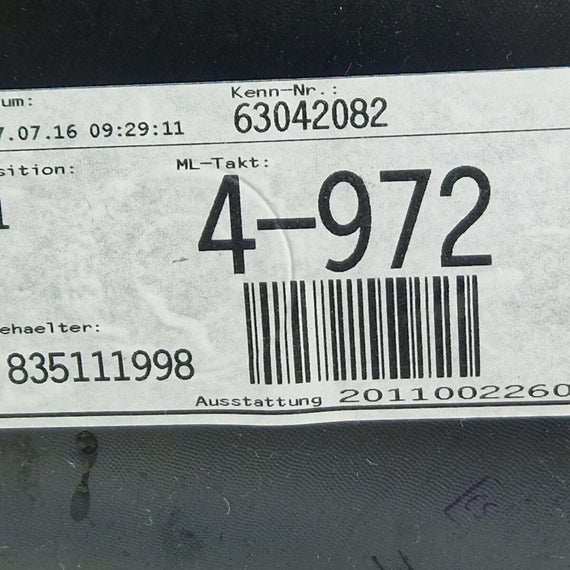 um:
Kenn-Nr.:
7.07.16 09:29:11
63042082
sition:
ML-Takt:
1
4-972
ehaelter:
835111998
Ausstattung 2011002260